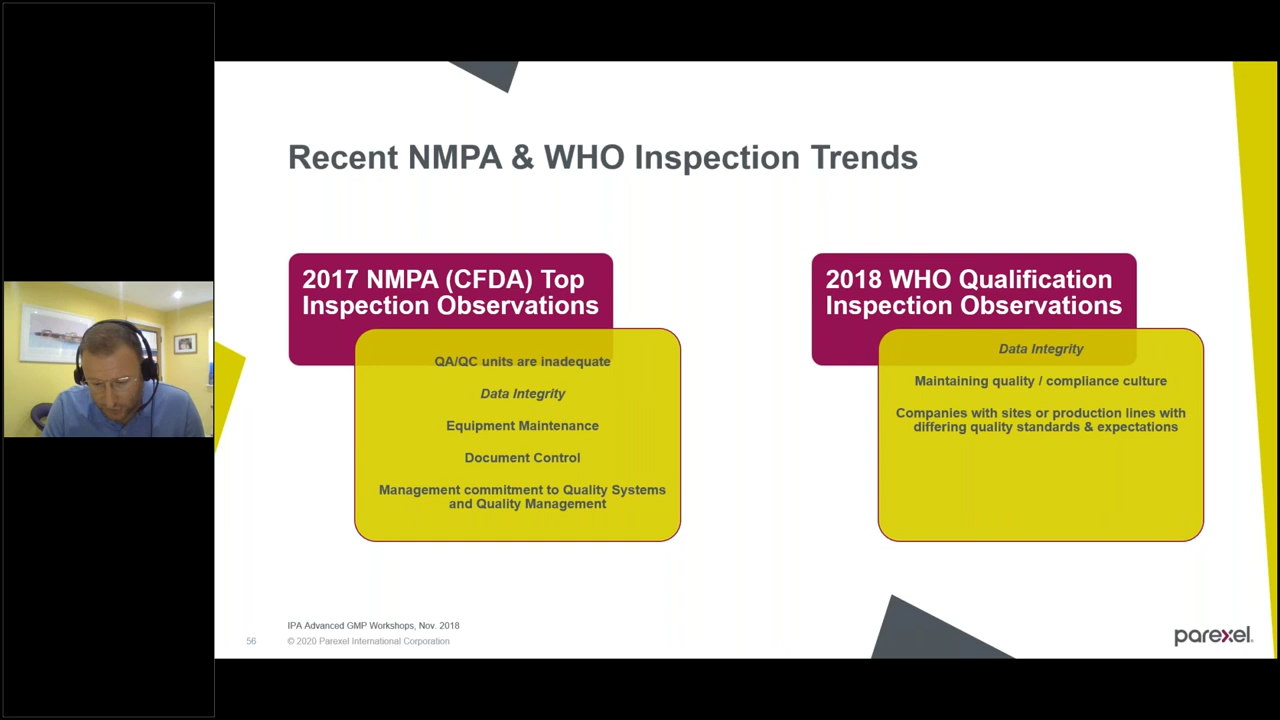 Recent NMPA & WHO Inspection Trends
2017 NMPA (CFDA) Top
Inspection Observations
QA/QC units are inadequate
Data Integrity
Equipment Maintenance
Document Control
Management commitment to Quality Systems
and Quality Management
2018 WHO Qualification
Inspection Observations
Data Integrity
Maintaining quality / compliance culture
Companies with sites or production lines with
differing quality standards & expectations
IPA Advanced GMP Workshops, Nov. 2018
56
© 2020 Parexel International Corporation
parexel.